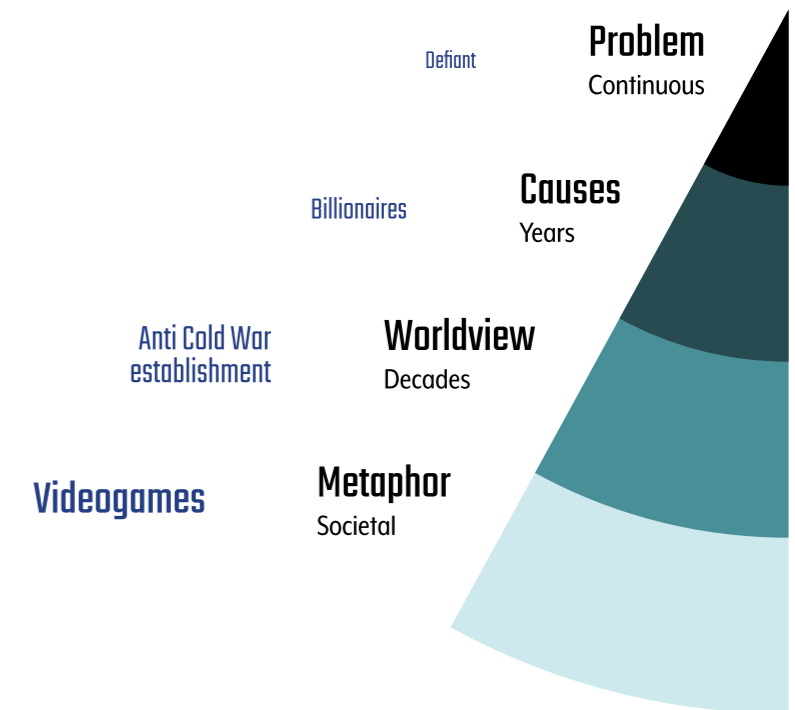 Problem
Defiant
Continuous
Causes
Billionaires
Years
Worldview
Anti Cold War
establishment
Decades
Metaphor
Videogames
Societal